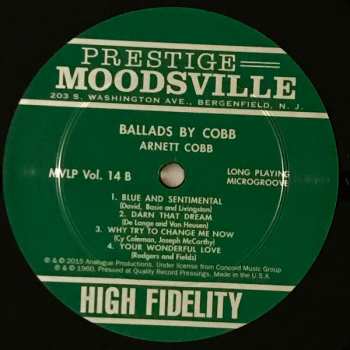 PRESTIGE
MOODSVILLE
203 S. WASHINGTON AVE., BERGENFIELD, N. J.
BALLADS BY COBB
ARNETT COBB
MVLP Vol. 14 B
LONG PLAYING
MICROGROOVE
1. BLUE AND SENTIMENTAL
(David, Basie and Livingston)
2. DARN THAT DREAM
(De Lange and Van Heusen)
3. WHY TRY TO CHANGE ME NOW
(Cy Coleman, Joseph McCarthy)
4. YOUR WONDERFUL LOVE
(Rodgers and Fields)
℗ & © 2015 Analogue Productions. Under license from Concord Music Group
℗ & © 1960. Pressed at Quality Record Pressings. Made in the U.S.A.
HIGH FIDELITY